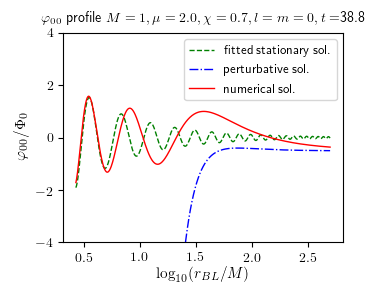 φ₀₀ profile M = 1, μ = 2.0, χ = 0.7, l = m = 0, t =38.8
fitted stationary sol.
perturbative sol.
numerical sol.
φ₀₀/Φ₀
4
2
0
−2
−4
0.5 1.0 1.5 2.0 2.5
log₁₀(r_BL/M)